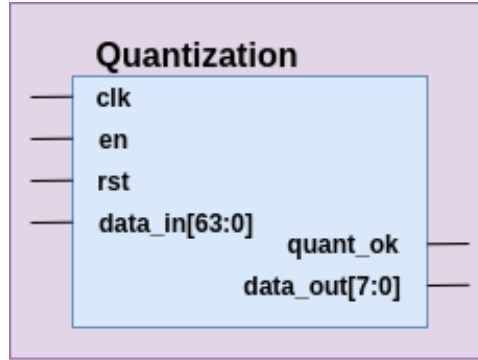 Quantization
clk
en
rst
data_in[63:0]
quant_ok
data_out[7:0]